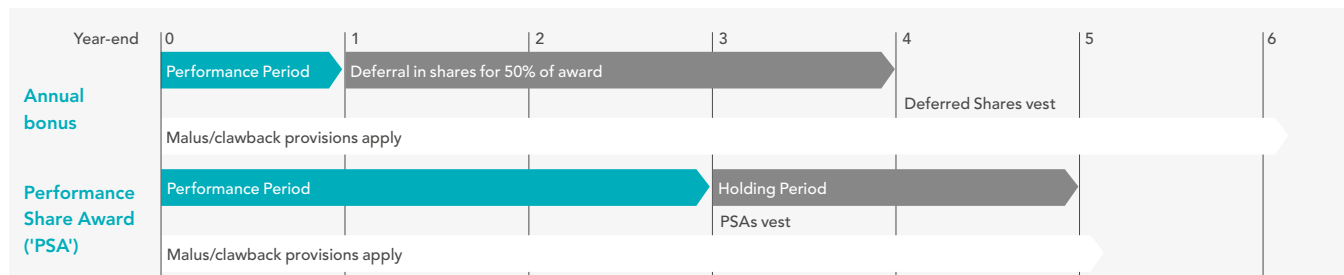 Year-end 0 1 2 3 4 5 6
Performance Period Deferral in shares for 50% of award
Annual
bonus
Deferred Shares vest
Malus/clawback provisions apply
Performance
Share Award
('PSA')
Performance Period Holding Period
PSAs vest
Malus/clawback provisions apply